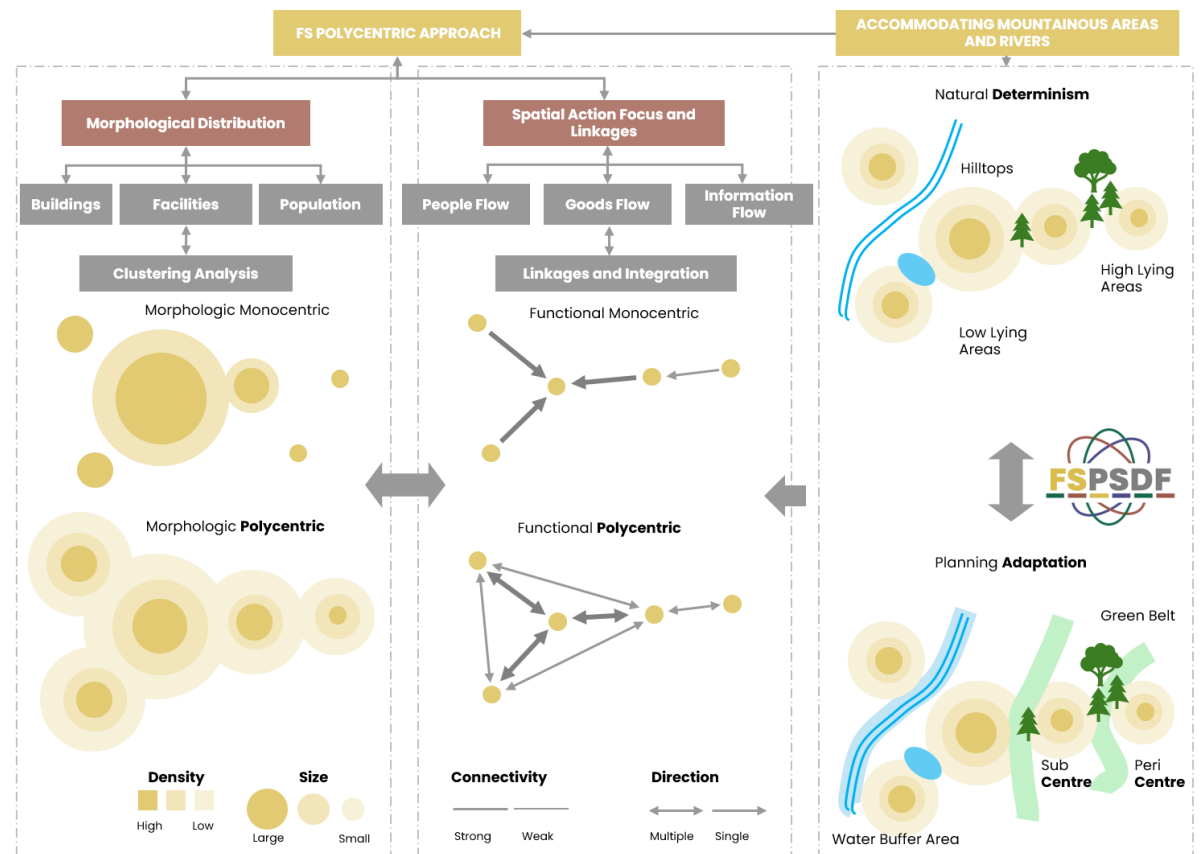 FS POLYCENTRIC APPROACH
ACCOMMODATING MOUNTAINOUS AREAS
AND RIVERS
Morphological Distribution
Buildings
Facilities
Population
Clustering Analysis
Morphologic Monocentric
Morphologic Polycentric
Density
High
Low
Size
Large
Small
Spatial Action Focus and
Linkages
People Flow
Goods Flow
Information
Flow
Linkages and Integration
Functional Monocentric
Functional Polycentric
Connectivity
Strong
Weak
Direction
Multiple
Single
Natural Determinism
Hilltops
High Lying
Areas
Low Lying
Areas
FSPSDF
Planning Adaptation
Green Belt
Sub
Centre
Peri
Centre
Water Buffer Area